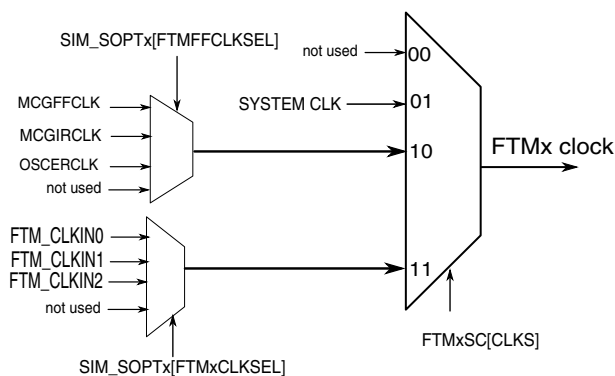 SIM_SOPTx[FTMFFCLKSEL]
not used
00
MCGFFCLK
SYSTEM CLK
01
MCGIRCLK
10
FTMx clock
OSCERCLK
not used
FTM_CLKIN0
FTM_CLKIN1
11
FTM_CLKIN2
not used
FTMxSC[CLKS]
SIM_SOPTx[FTMxCLKSEL]